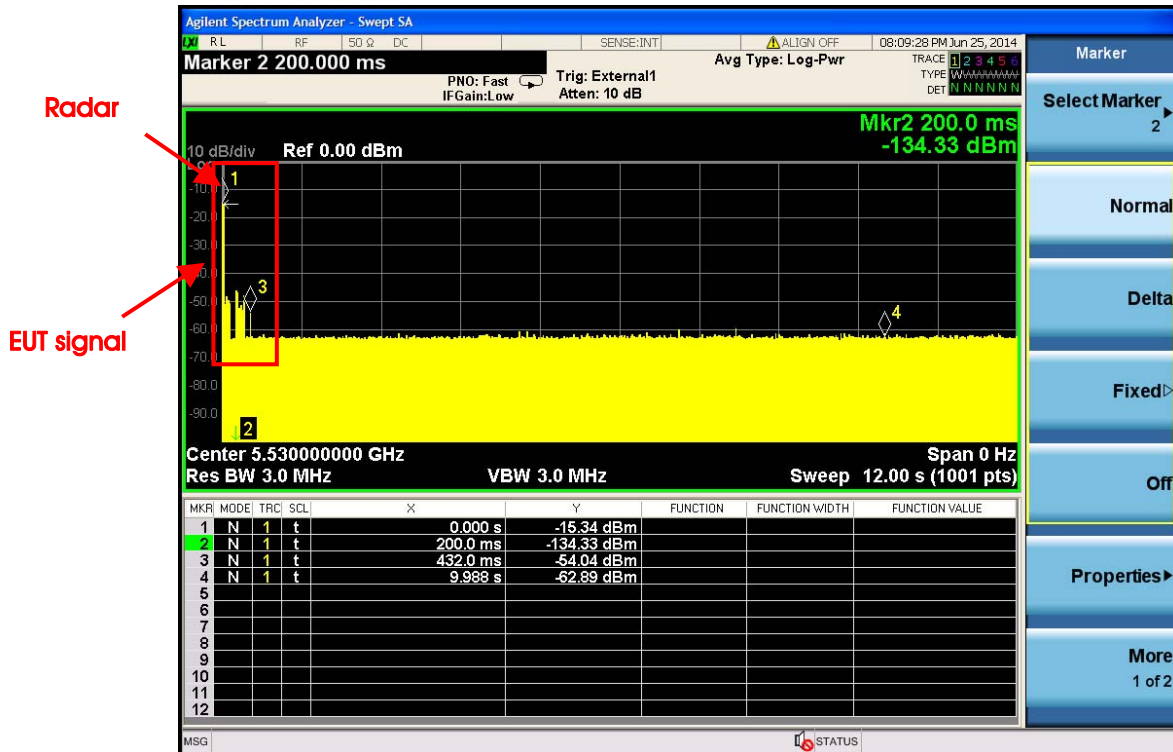 Agilent Spectrum Analyzer - Swept SA
LXI RL RF 50 Ω DC SENSE:INT ALIGN OFF 08:09:28 PM Jun 25, 2014
Marker 2 200.000 ms
PNO: Fast
IFGain:Low
Trig: External1
Atten: 10 dB
Avg Type: Log-Pwr
TRACE 1 2 3 4 5 6
TYPE
DET N N N N N N
Radar
EUT signal
Mkr2 200.0 ms
-134.33 dBm
10 dB/div Ref 0.00 dBm
-10.0
-20.0
-30.0
-50.0
-60.0
-70.0
-80.0
-90.0
1
3
4
2
Center 5.530000000 GHz Span 0 Hz
Res BW 3.0 MHz VBW 3.0 MHz Sweep 12.00 s (1001 pts)
MKR MODE TRC SCL X Y FUNCTION FUNCTION WIDTH FUNCTION VALUE
1 N 1 t 0.000 s -15.34 dBm
2 N 1 t 200.0 ms -134.33 dBm
3 N 1 t 432.0 ms -54.04 dBm
4 N 1 t 9.988 s -62.89 dBm
5
6
7
8
9
10
11
12
MSG STATUS
Marker
Select Marker
2
Normal
Delta
Fixed
Off
Properties
More
1 of 2